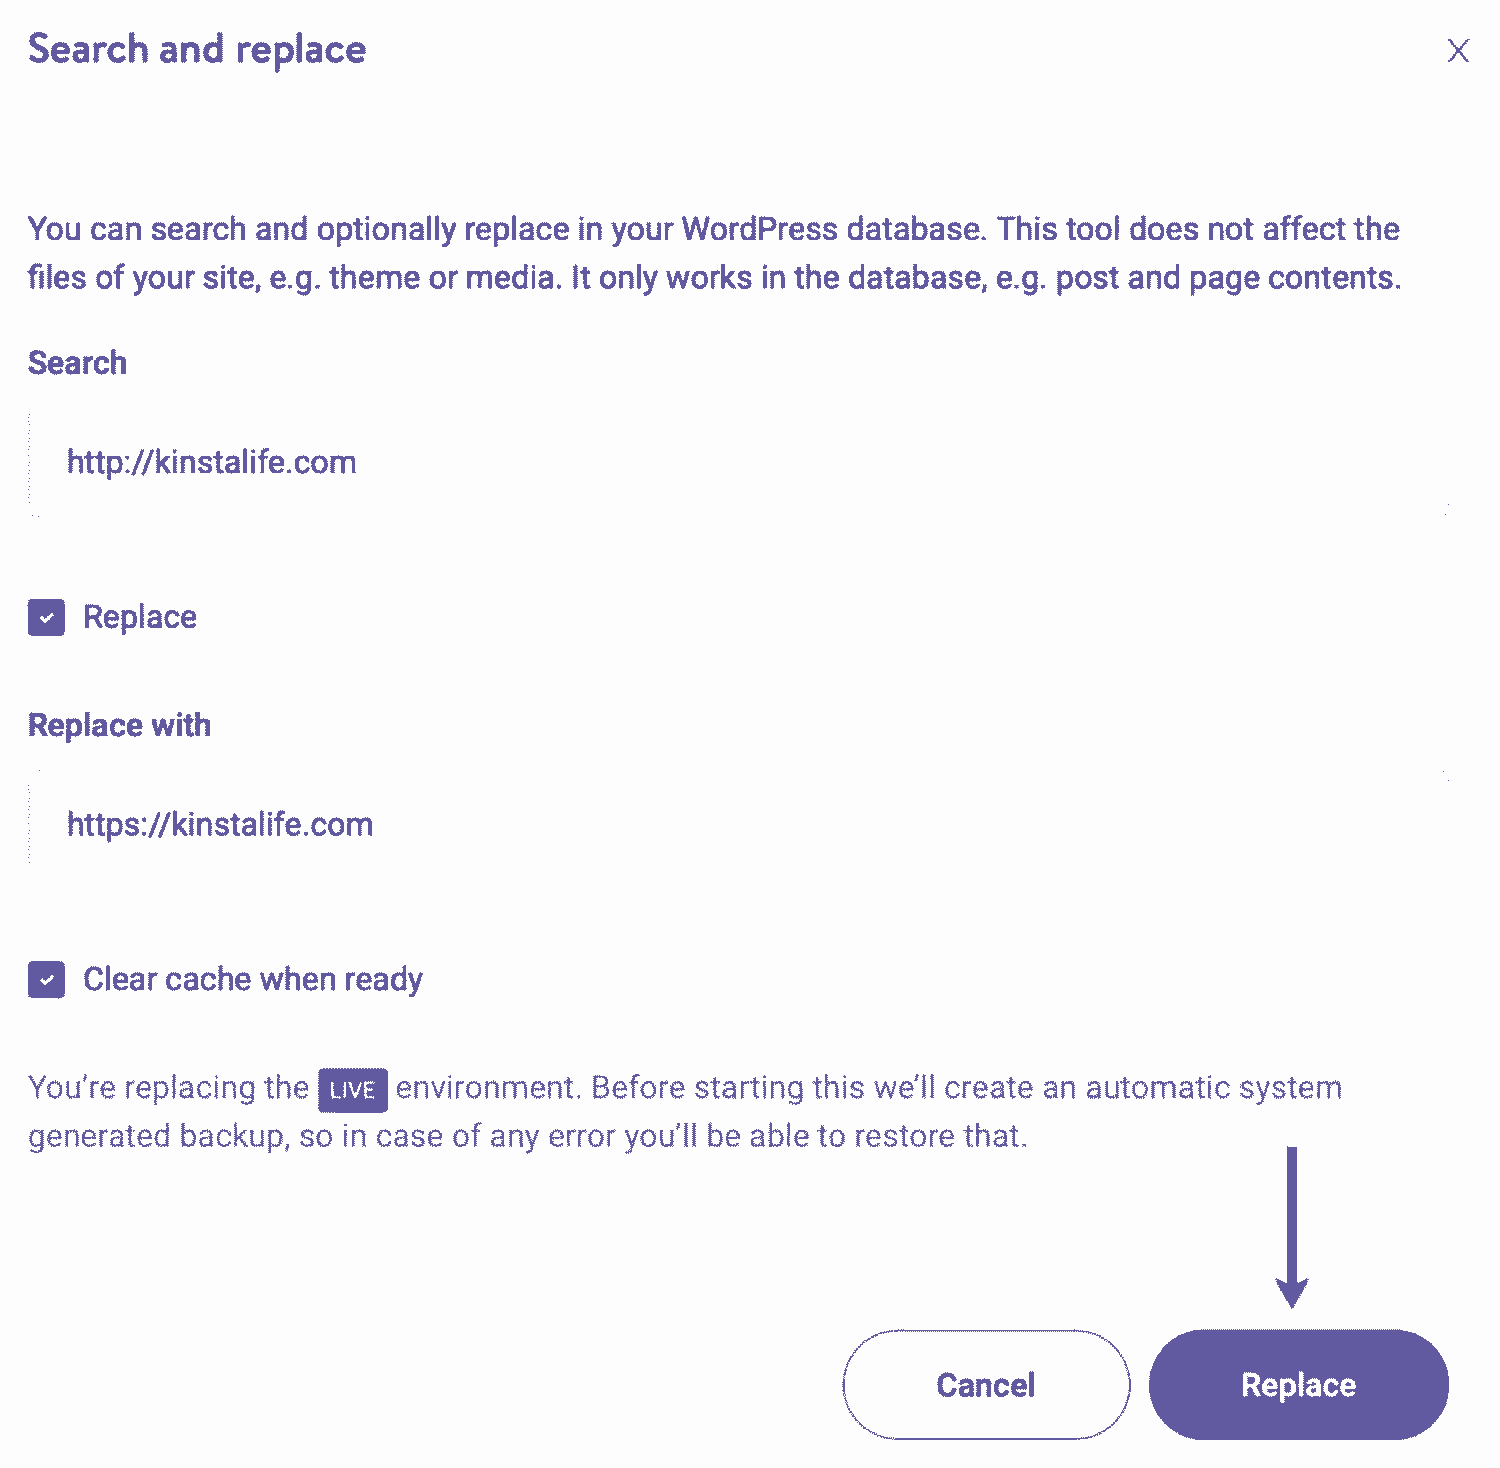 Search and replace
X
You can search and optionally replace in your WordPress database. This tool does not affect the
files of your site, e.g. theme or media. It only works in the database, e.g. post and page contents.
Search
http://kinstalife.com
Replace
Replace with
https://kinstalife.com
Clear cache when ready
You're replacing the LIVE environment. Before starting this we'll create an automatic system
generated backup, so in case of any error you'll be able to restore that.
Cancel Replace